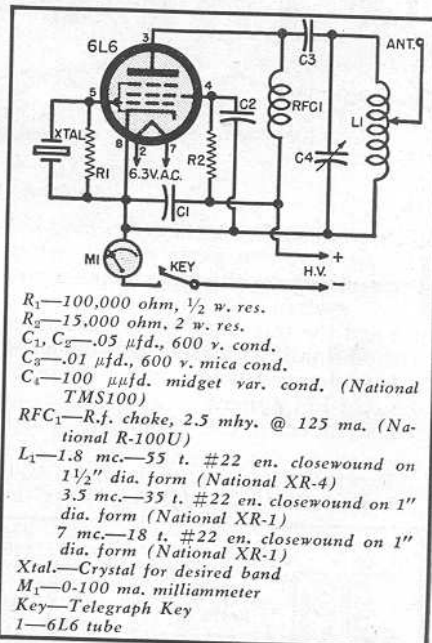 6L6
3
C3
ANT.
5
4
C2
RFC1
L1
XTAL
R1
8
2
7
R2
C4
6.3V.A.C.
C1
M1
KEY
+
H.V.
−
R₁—100,000 ohm, ½ w. res.
R₂—15,000 ohm, 2 w. res.
C₁, C₂—.05 µfd., 600 v. cond.
C₃—.01 µfd., 600 v. mica cond.
C₄—100 µµfd. midget var. cond. (National
TMS100)
RFC₁—R.f. choke, 2.5 mhy. @ 125 ma. (Na-
tional R-100U)
L₁—1.8 mc.—55 t. #22 en. closewound on
1½" dia. form (National XR-4)
3.5 mc.—35 t. #22 en. closewound on 1"
dia. form (National XR-1)
7 mc.—18 t. #22 en. closewound on 1"
dia. form (National XR-1)
Xtal.—Crystal for desired band
M₁—0-100 ma. milliammeter
Key—Telegraph Key
1—6L6 tube